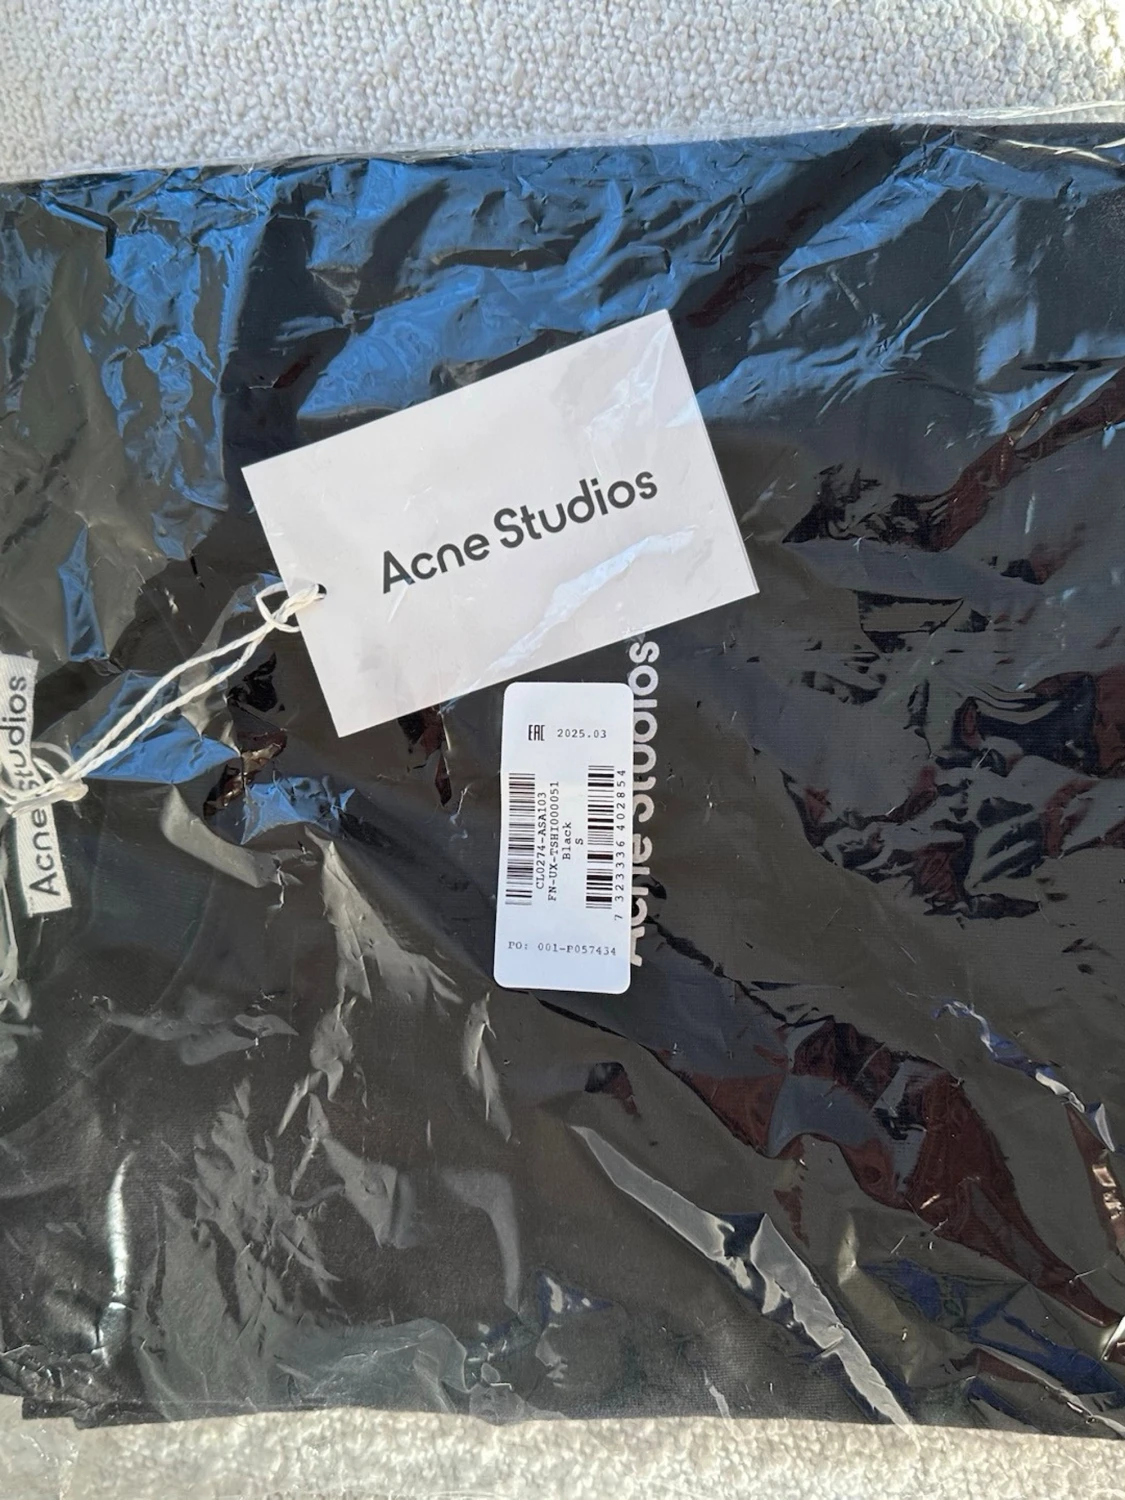 Acne Studios
Acne Studios
Acne Studios
EAC 2025.03
CL0274-ASA103
FN-UX-TSHI000051
Black
S
7 323336 402854
PO: 001-P057434